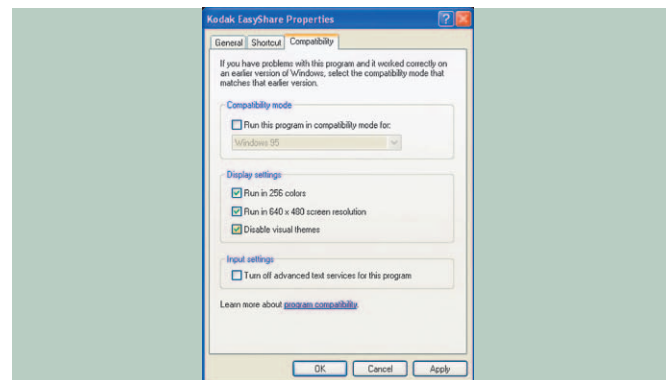 Kodak EasyShare Properties
General Shortcut Compatibility
If you have problems with this program and it worked correctly on
an earlier version of Windows, select the compatibility mode that
matches that earlier version.
Compatibility mode
Run this program in compatibility mode for:
Windows 95
Display settings
Run in 256 colors
Run in 640 x 480 screen resolution
Disable visual themes
Input settings
Turn off advanced text services for this program
Learn more about program compatibility.
OK Cancel Apply